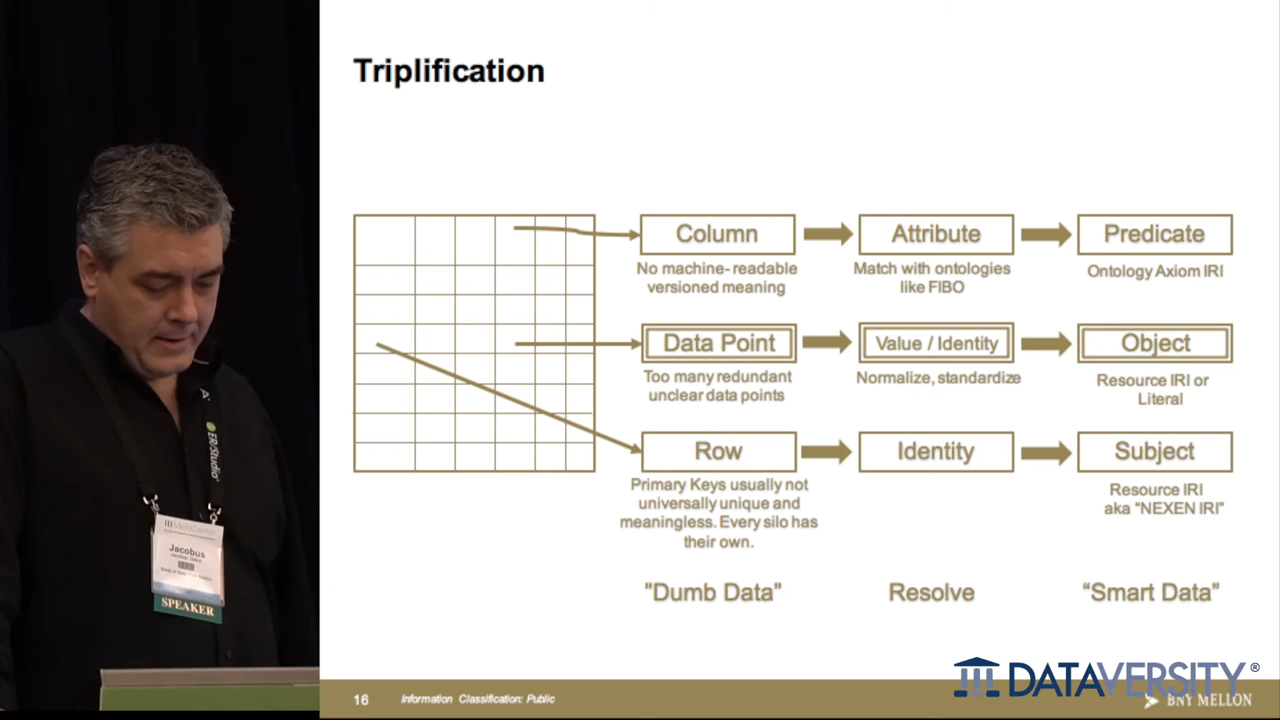 Triplification
Column
Attribute
Predicate
No machine- readable
versioned meaning
Match with ontologies
like FIBO
Ontology Axiom IRI
Data Point
Value / Identity
Object
Too many redundant
unclear data points
Normalize, standardize
Resource IRI or
Literal
Row
Identity
Subject
Primary Keys usually not
universally unique and
meaningless. Every silo has
their own.
Resource IRI
aka “NEXEN IRI”
”Dumb Data”
Resolve
“Smart Data”
16
Information Classification: Public
DATAVERSITY®
BNY MELLON
ER/Studio
Jacobus
SPEAKER